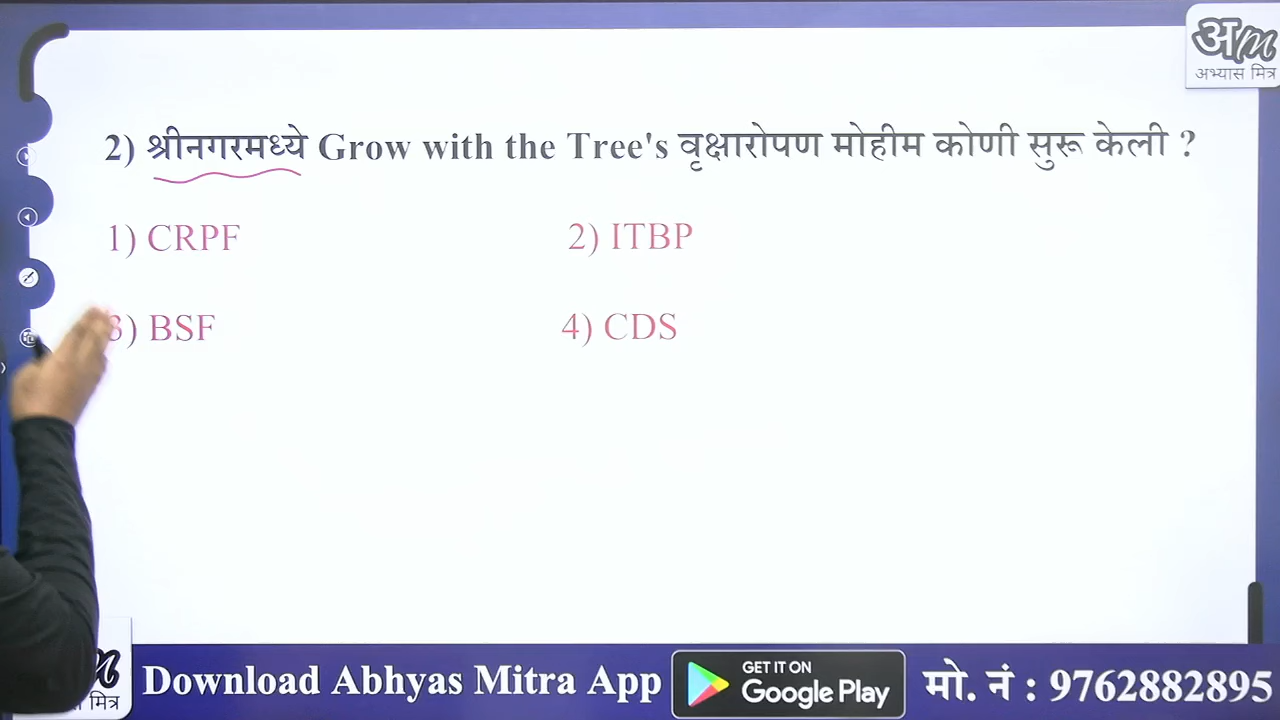 अm
अभ्यास मित्र
2) श्रीनगरमध्ये Grow with the Tree's वृक्षारोपण मोहीम कोणी सुरू केली ?
1) CRPF
2) ITBP
3) BSF
4) CDS
m
मित्र
Download Abhyas Mitra App
GET IT ON
Google Play
मो. नं : 9762882895